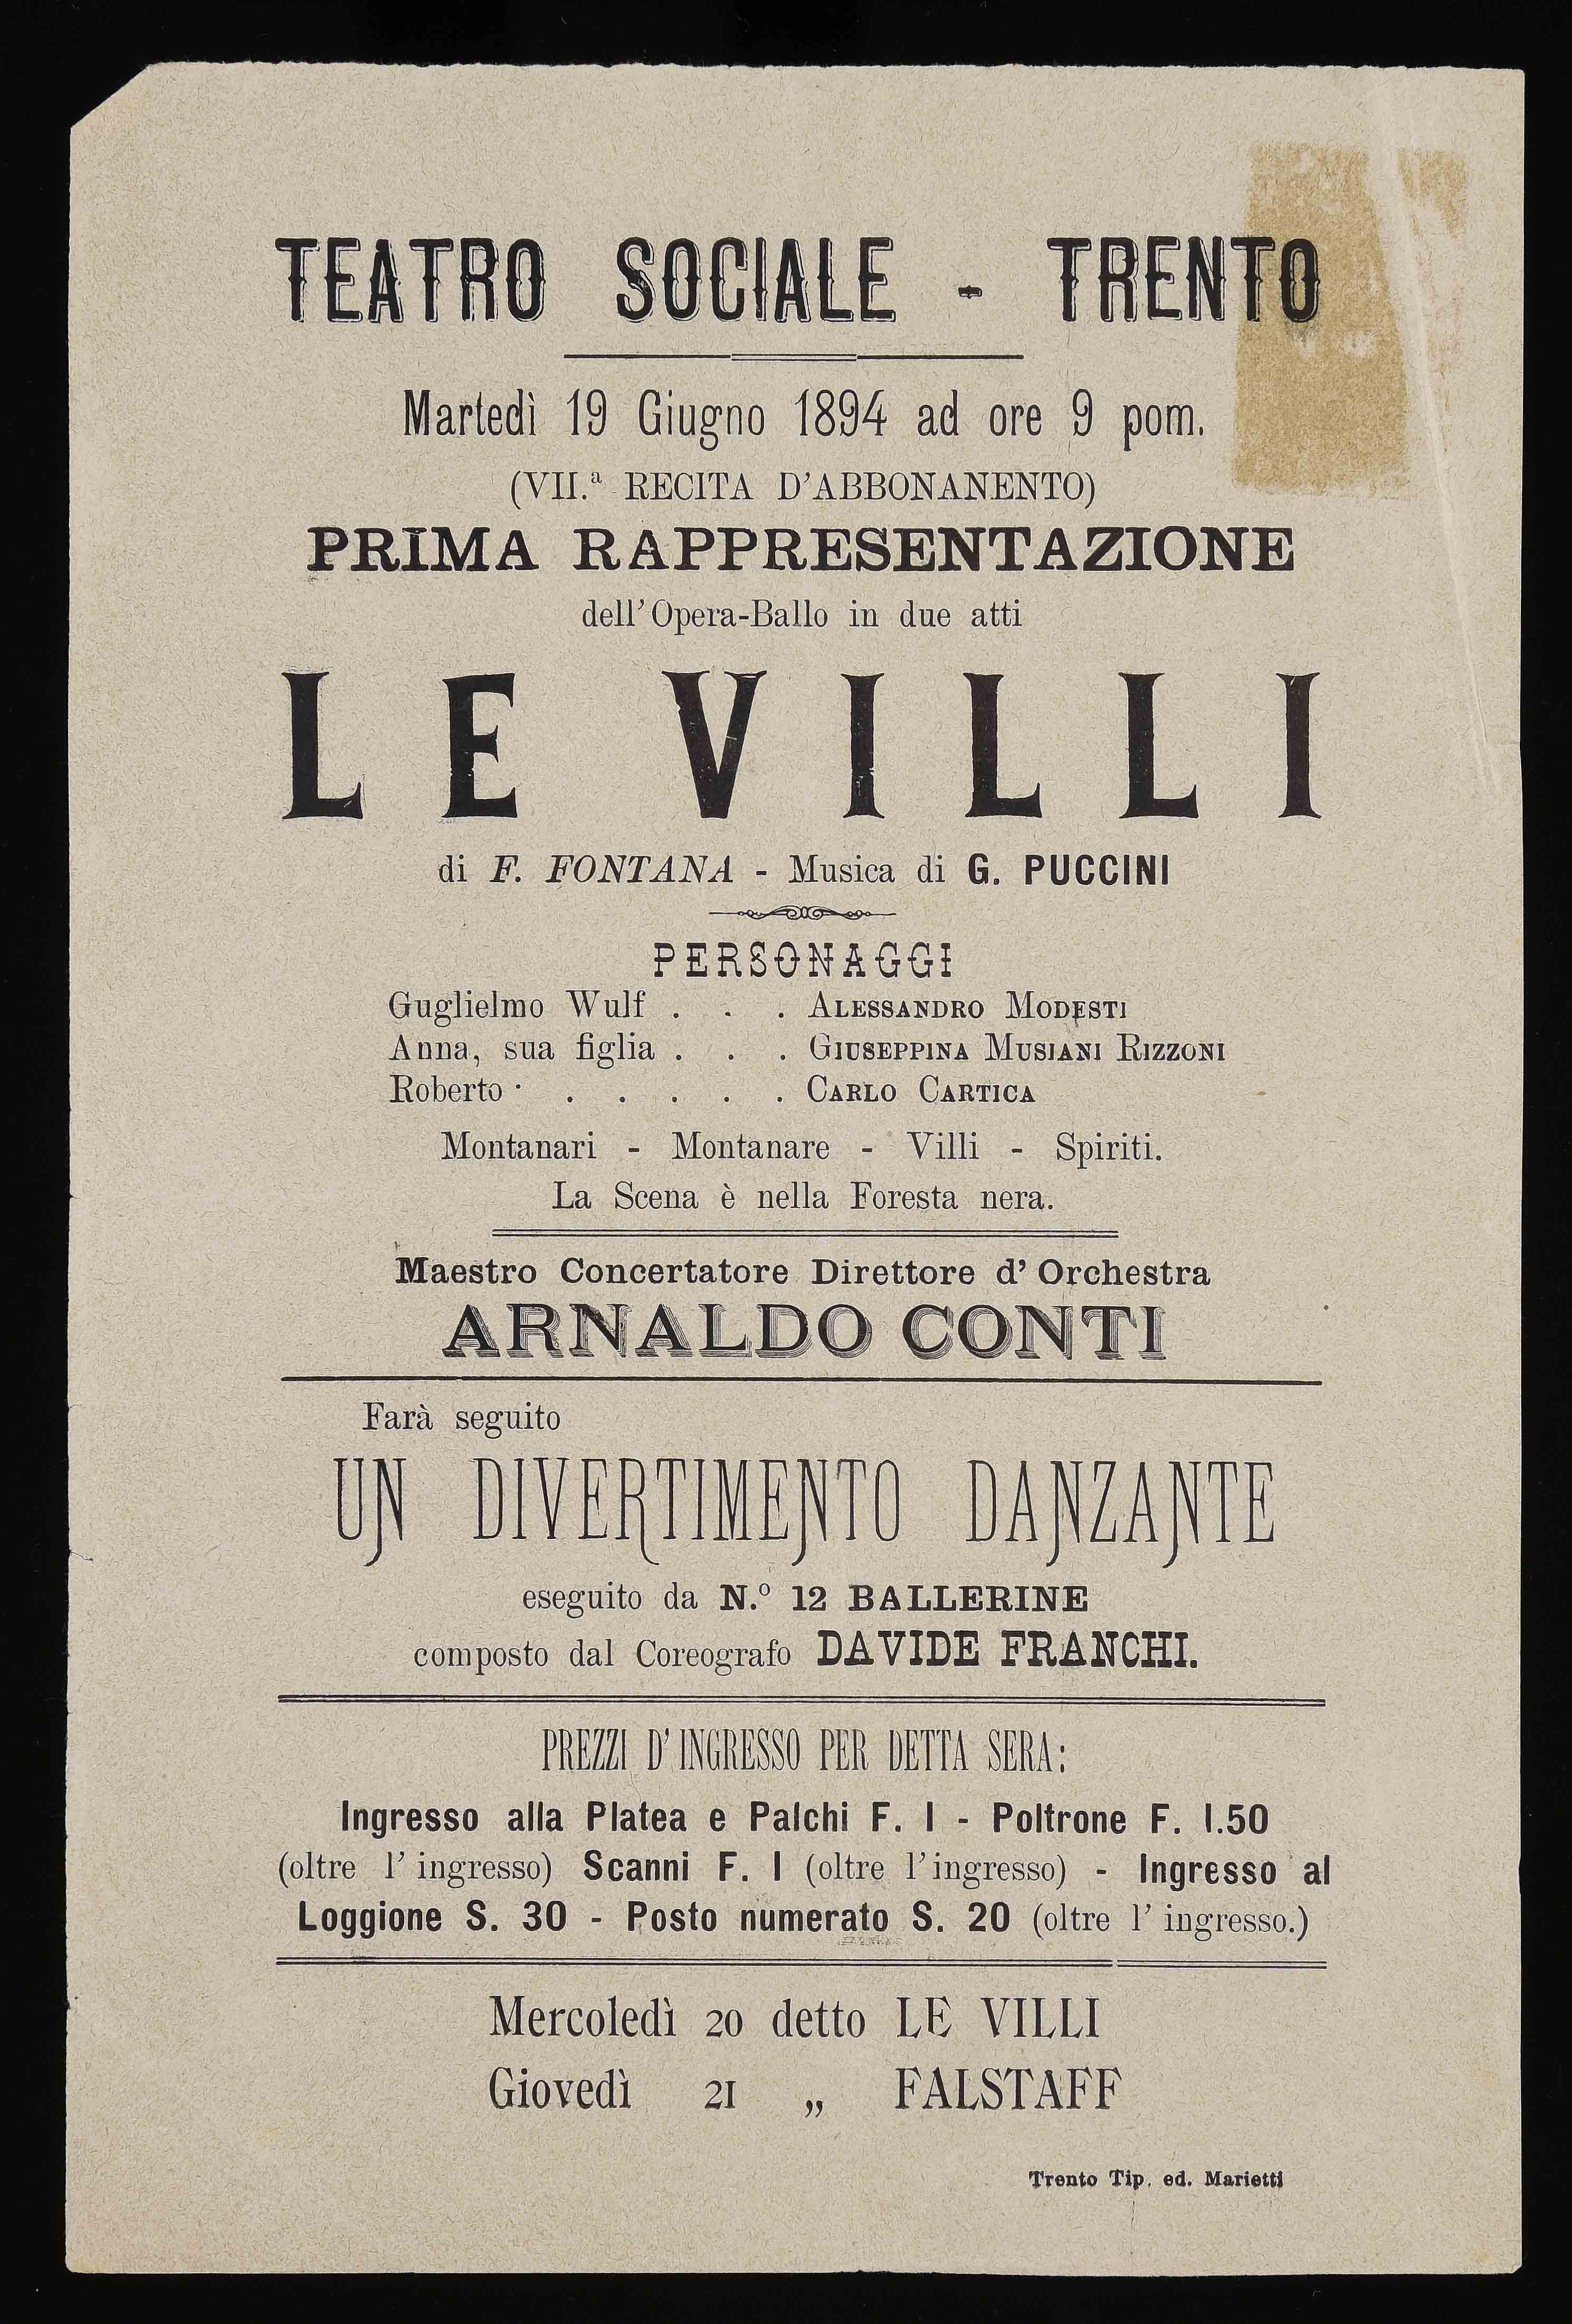 TEATRO SOCIALE - TRENTO
Martedì 19 Giugno 1894 ad ore 9 pom.
(VII.ª RECITA D'ABBONANENTO)
PRIMA RAPPRESENTAZIONE
dell'Opera-Ballo in due atti
LE VILLI
di F. FONTANA - Musica di G. PUCCINI
PERSONAGGI
Guglielmo Wulf . . . ALESSANDRO MODESTI
Anna, sua figlia . . . GIUSEPPINA MUSIANI RIZZONI
Roberto . . . . . . CARLO CARTICA
Montanari - Montanare - Villi - Spiriti.
La Scena è nella Foresta nera.
Maestro Concertatore Direttore d' Orchestra
ARNALDO CONTI
Farà seguito
UN DIVERTIMENTO DANZANTE
eseguito da N.º 12 BALLERINE
composto dal Coreografo DAVIDE FRANCHI.
PREZZI D' INGRESSO PER DETTA SERA:
Ingresso alla Platea e Palchi F. I - Poltrone F. I.50
(oltre l' ingresso) Scanni F. I (oltre l'ingresso) - Ingresso al
Loggione S. 30 - Posto numerato S. 20 (oltre l' ingresso.)
Mercoledì 20 detto LE VILLI
Giovedì 21 „ FALSTAFF
Trento Tip. ed. Marietti